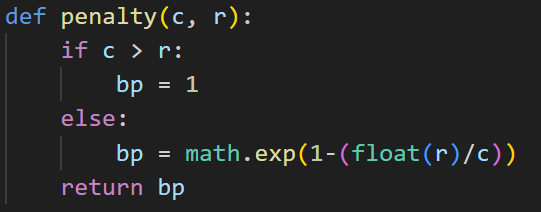 def penalty(c, r):
    if c > r:
        bp = 1
    else:
        bp = math.exp(1-(float(r)/c))
    return bp